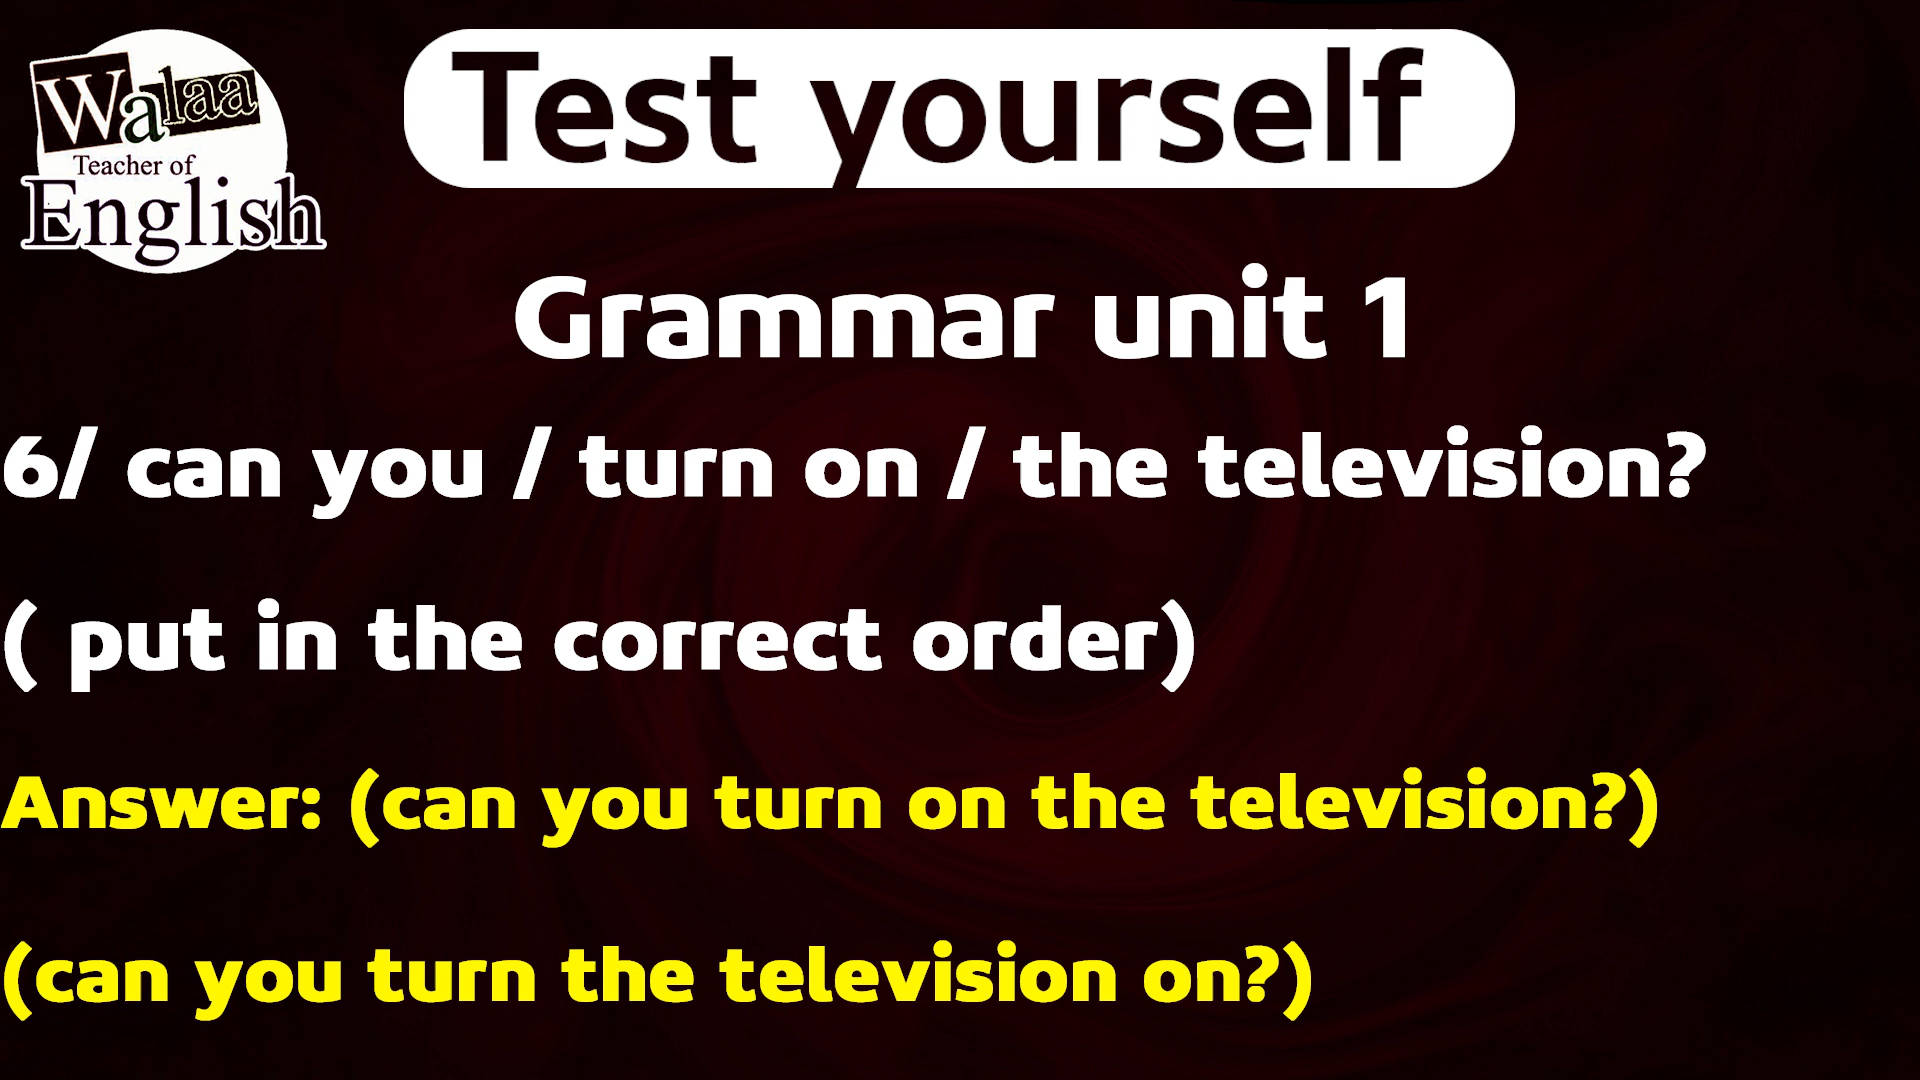 Walaa
Teacher of
English
Test yourself
Grammar unit 1
6/ can you / turn on / the television?
( put in the correct order)
Answer: (can you turn on the television?)
(can you turn the television on?)